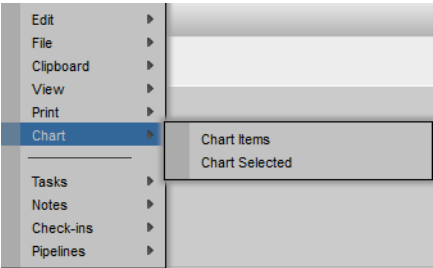 Edit
File
Clipboard
View
Print
Chart
Chart Items
Chart Selected
Tasks
Notes
Check-ins
Pipelines